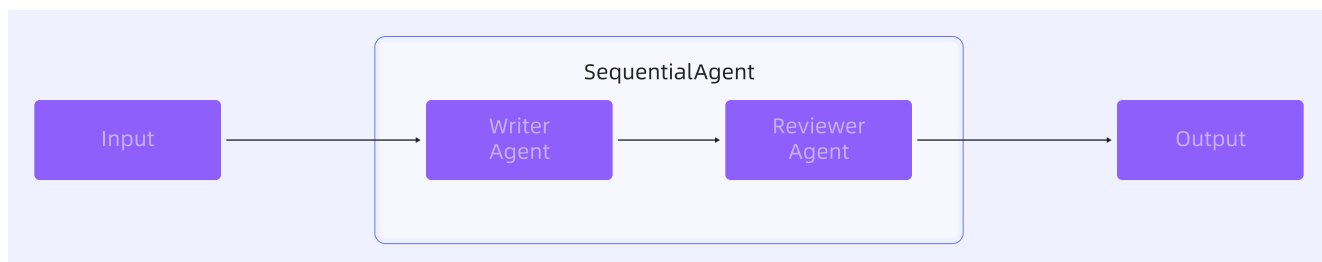 SequentialAgent
Input
Writer
Agent
Reviewer
Agent
Output